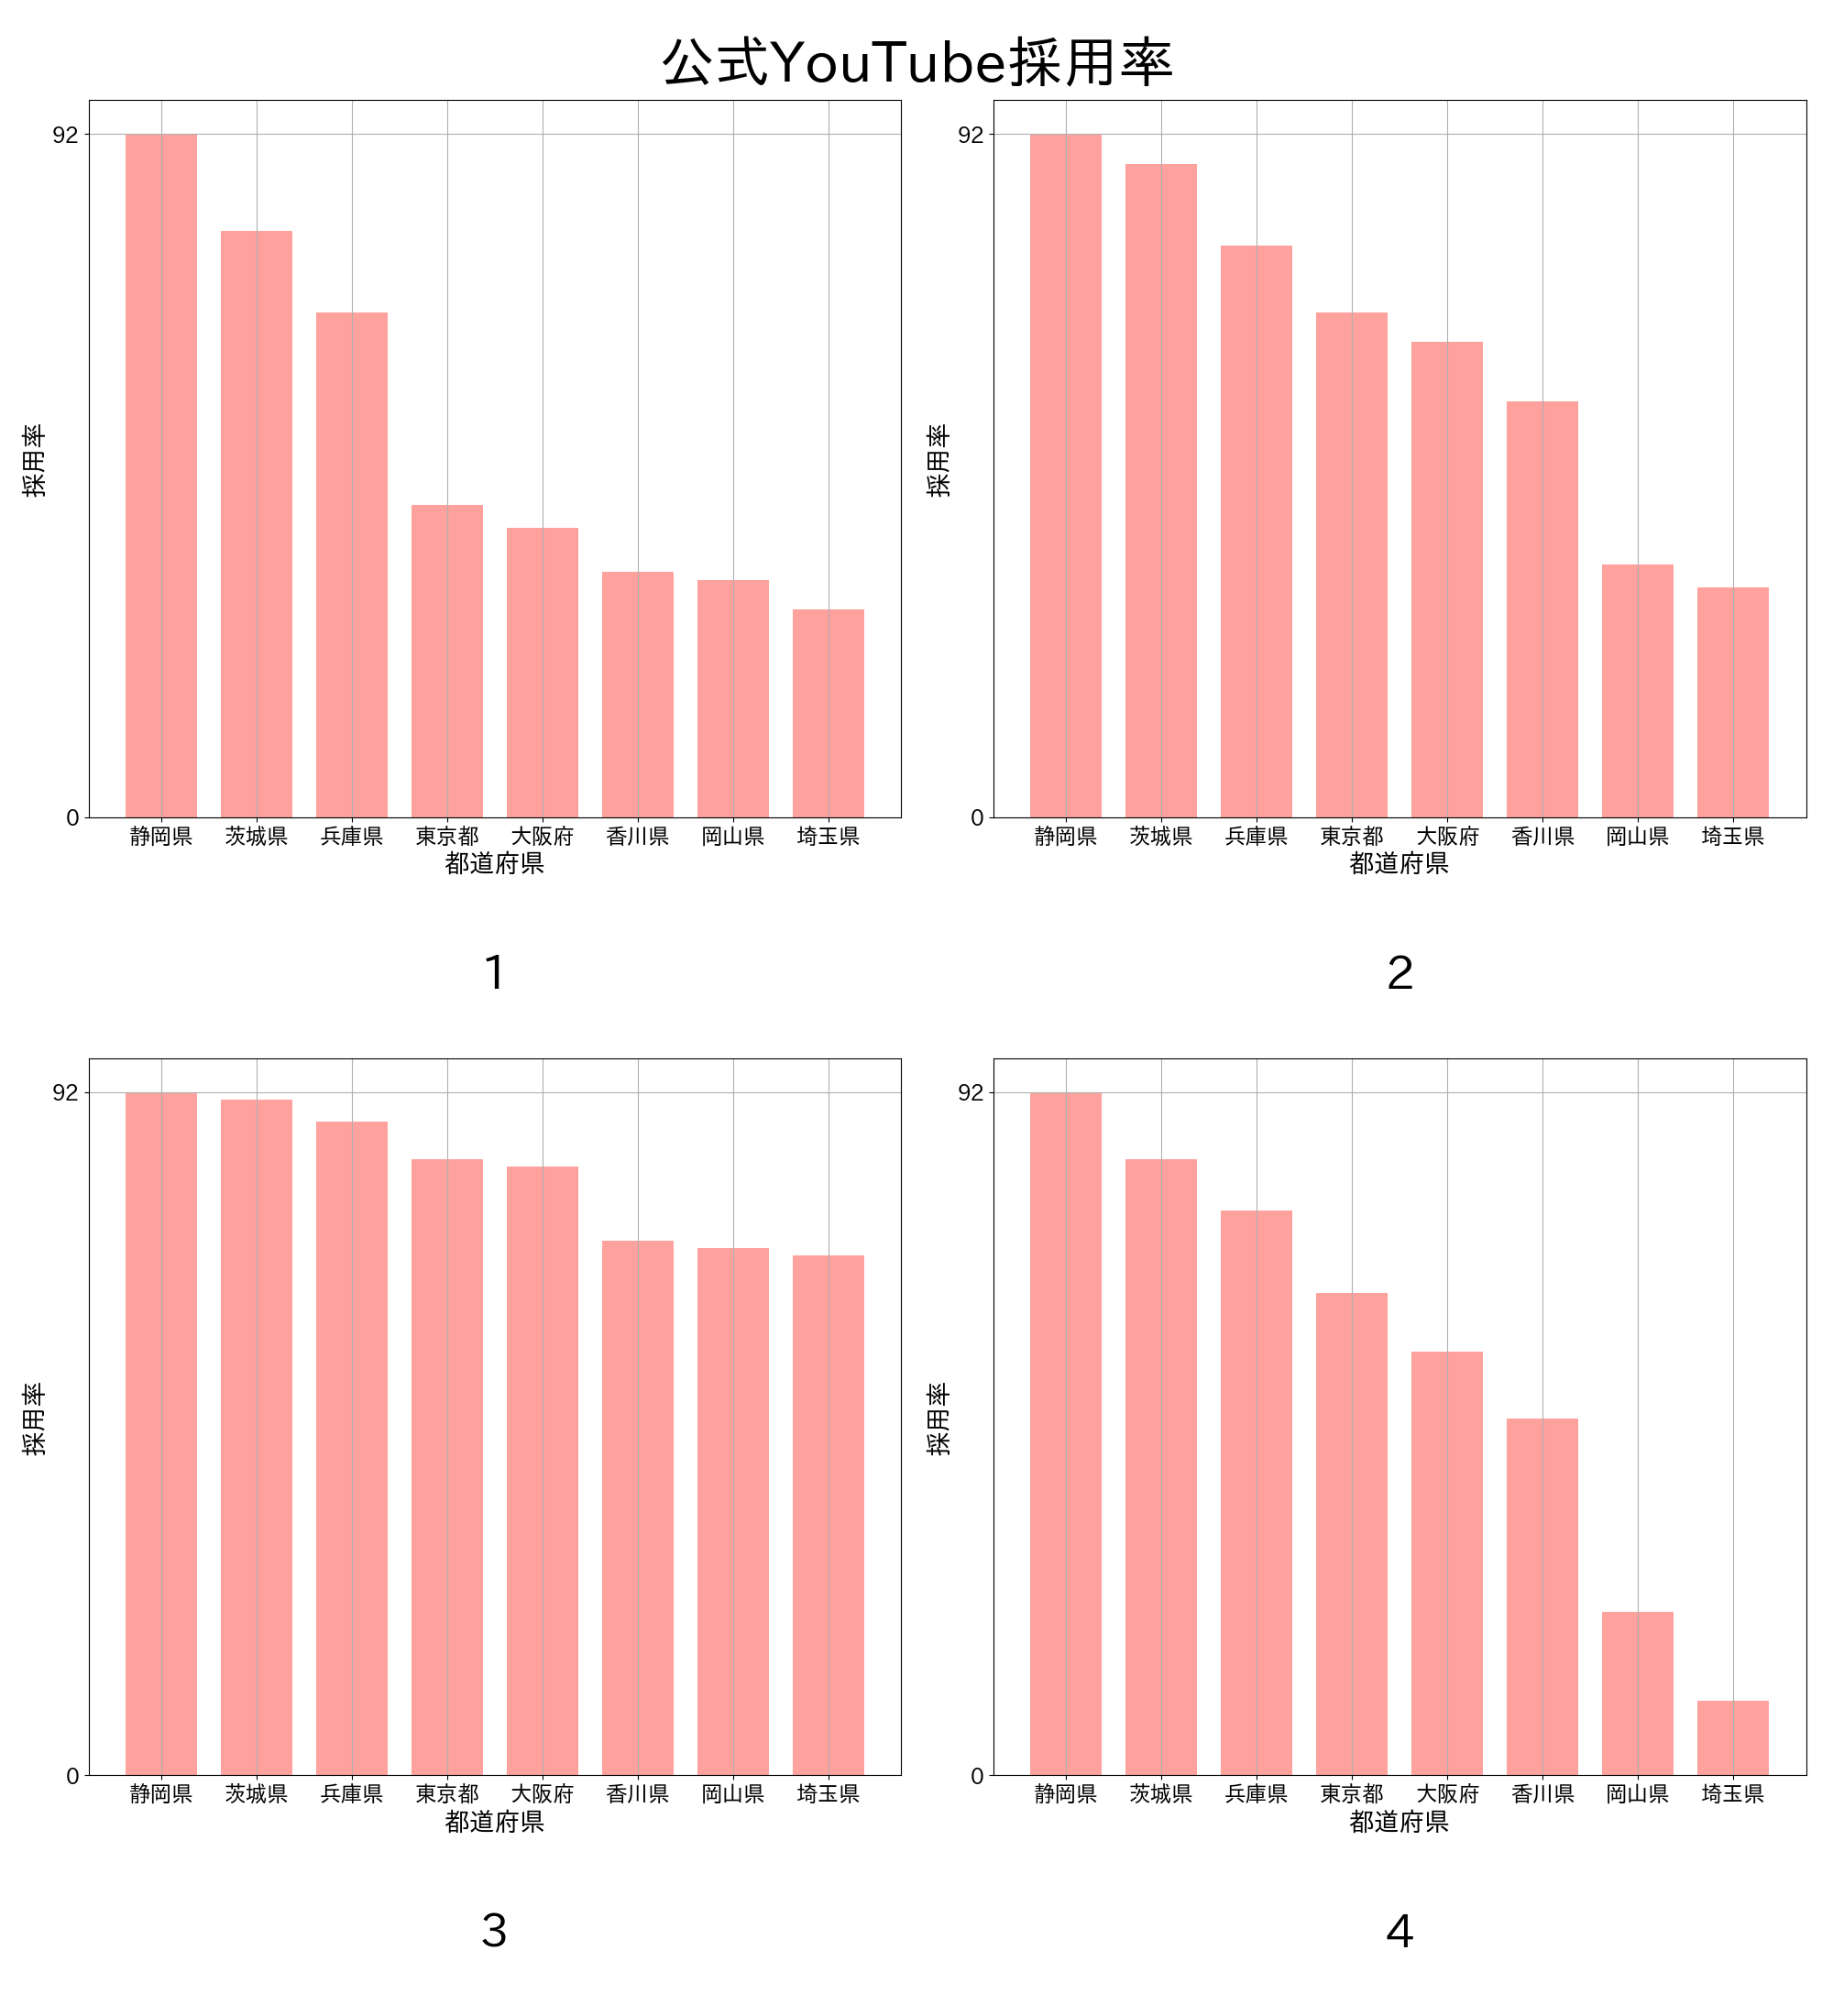 公式YouTube採用率
92
0
採用率
静岡県 茨城県 兵庫県 東京都 大阪府 香川県 岡山県 埼玉県
都道府県
1
92
0
採用率
静岡県 茨城県 兵庫県 東京都 大阪府 香川県 岡山県 埼玉県
都道府県
2
92
0
採用率
静岡県 茨城県 兵庫県 東京都 大阪府 香川県 岡山県 埼玉県
都道府県
3
92
0
採用率
静岡県 茨城県 兵庫県 東京都 大阪府 香川県 岡山県 埼玉県
都道府県
4